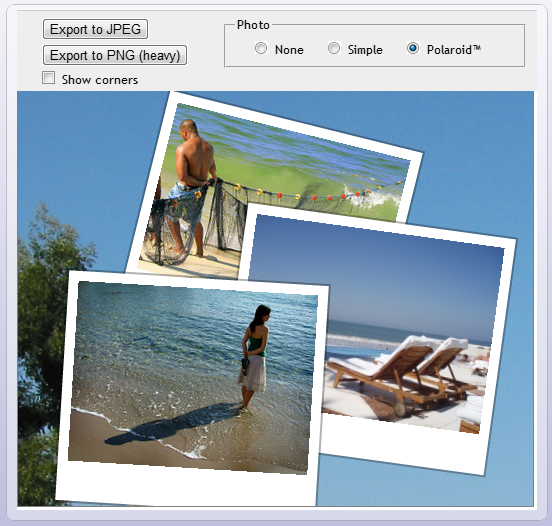 Export to JPEG
Export to PNG (heavy)
Show corners
Photo
None
Simple
Polaroid™